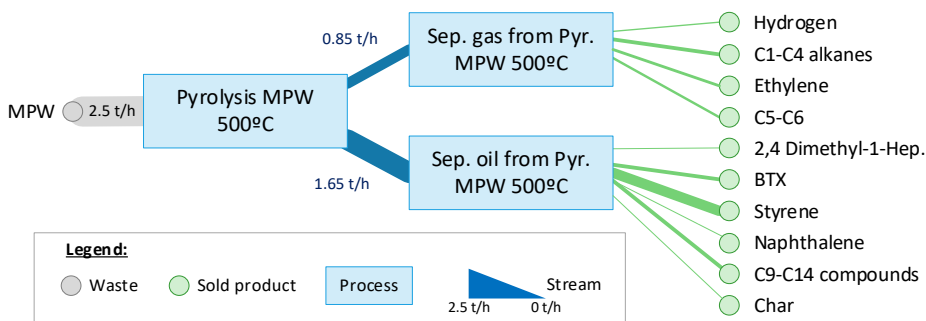 MPW
2.5 t/h
Pyrolysis MPW
500ºC
0.85 t/h
1.65 t/h
Sep. gas from Pyr.
MPW 500ºC
Sep. oil from Pyr.
MPW 500ºC
Hydrogen
C1-C4 alkanes
Ethylene
C5-C6
2,4 Dimethyl-1-Hep.
BTX
Styrene
Naphthalene
C9-C14 compounds
Char
Legend:
Waste
Sold product
Process
Stream
2.5 t/h
0 t/h